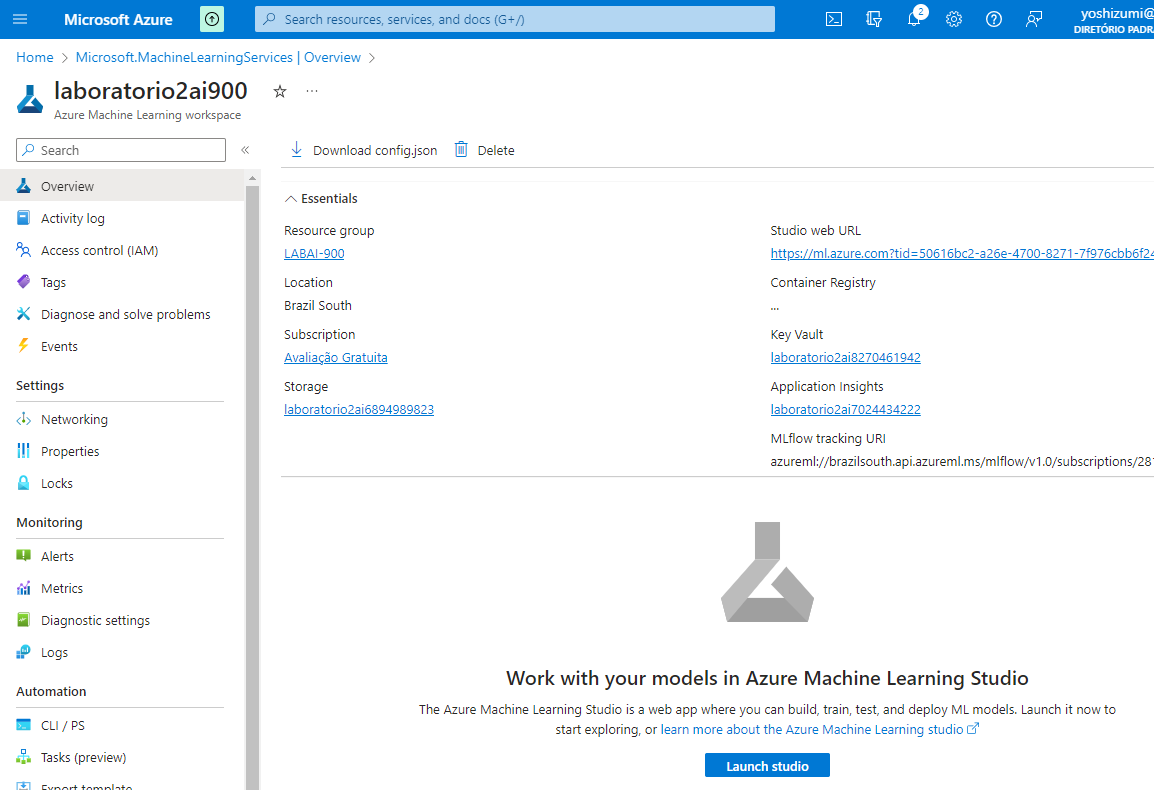 Microsoft Azure
Search resources, services, and docs (G+/)
2
yoshizumi@
DIRETÓRIO PADR
Home > Microsoft.MachineLearningServices | Overview >
laboratorio2ai900
Azure Machine Learning workspace
Search
«
Download config.json
Delete
Overview
Activity log
Access control (IAM)
Tags
Diagnose and solve problems
Events
Settings
Networking
Properties
Locks
Monitoring
Alerts
Metrics
Diagnostic settings
Logs
Automation
CLI / PS
Tasks (preview)
Export template
Essentials
Resource group
LABAI-900
Location
Brazil South
Subscription
Avaliação Gratuita
Storage
laboratorio2ai6894989823
Studio web URL
https://ml.azure.com?tid=50616bc2-a26e-4700-8271-7f976cbb6f24
Container Registry
...
Key Vault
laboratorio2ai8270461942
Application Insights
laboratorio2ai7024434222
MLflow tracking URI
azureml://brazilsouth.api.azureml.ms/mlflow/v1.0/subscriptions/281
Work with your models in Azure Machine Learning Studio
The Azure Machine Learning Studio is a web app where you can build, train, test, and deploy ML models. Launch it now to
start exploring, or learn more about the Azure Machine Learning studio
Launch studio